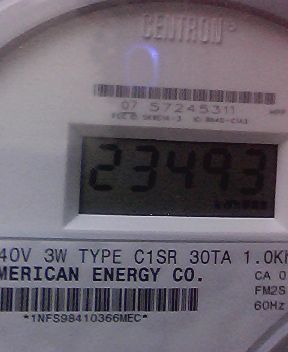 CENTRON®
07 57245311
23493
40V 3W TYPE C1SR 30TA 1.0K
MERICAN ENERGY CO.
CA 0
FM2S
60Hz
*1NFS98410366MEC*